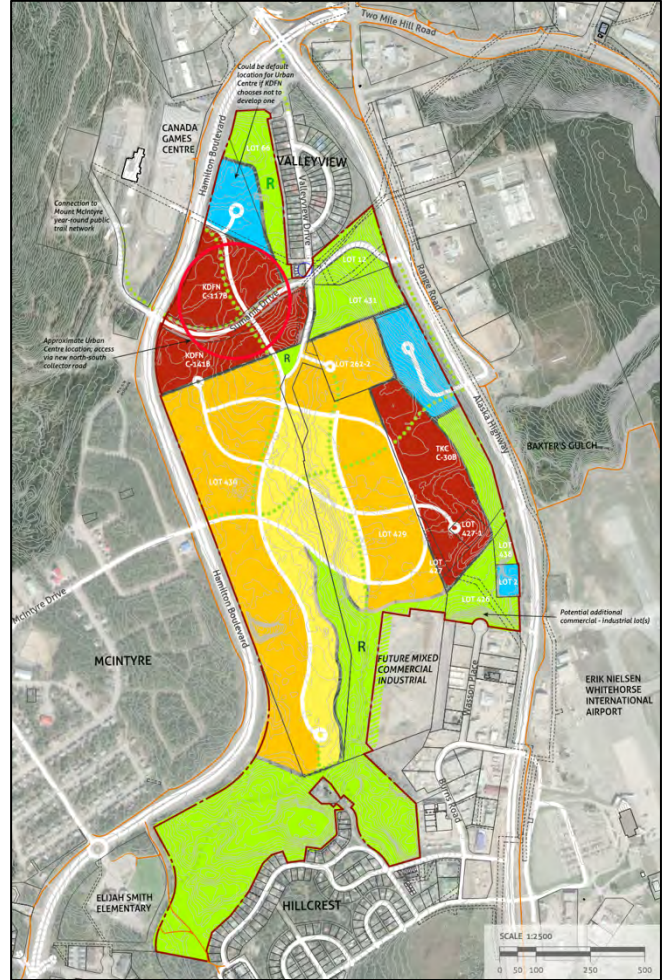 Two Mile Hill Road
Could be default
location for Urban
Centre if KDFN
chooses not to
develop one
CANADA
GAMES
CENTRE
Hamilton Boulevard
LOT 69
R
VALLEYVIEW
Valleyview Drive
Connection to
Mount McIntyre
year-round public
trail network
Range Road
LOT 12
LOT 431
KDFN
C-117B
Sumanik Drive
Approximate Urban
Centre location; access
via new north-south
collector road
KDFN
C-141B
R
LOT 262-2
Alaska Highway
BAXTER'S GULCH
TKC
C-30B
LOT 430
LOT 429
LOT
427-1
LOT
427
LOT
LOT 2
LOT 426
McIntyre Drive
Hamilton Boulevard
Potential additional
commercial - industrial lot(s)
R
FUTURE MIXED
COMMERCIAL
INDUSTRIAL
Wasson Place
MCINTYRE
ERIK NIELSEN
WHITEHORSE
INTERNATIONAL
AIRPORT
Burns Road
ELIJAH SMITH
ELEMENTARY
HILLCREST
SCALE 1:2500
0 50 100 250 500